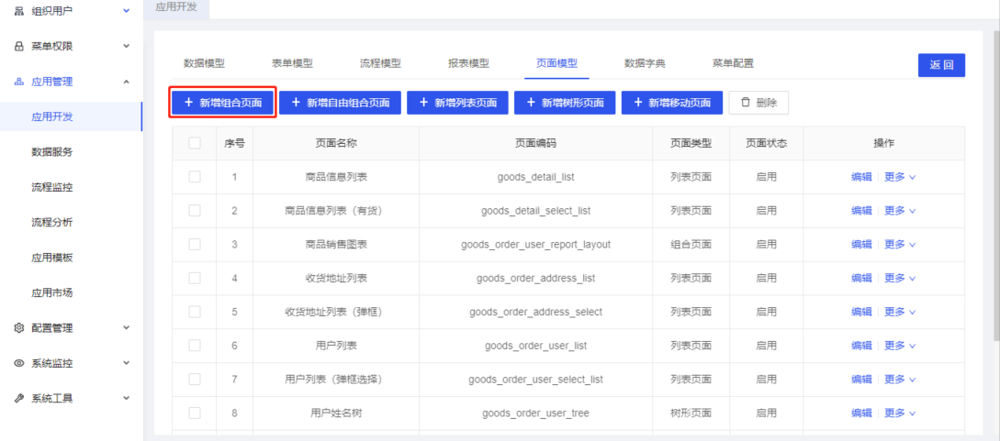 组织用户
应用开发
菜单权限
数据模型 表单模型 流程模型 报表模型 页面模型 数据字典 菜单配置 返回
应用管理
+ 新增组合页面 + 新增自由组合页面 + 新增列表页面 + 新增树形页面 + 新增移动页面 删除
应用开发
序号 页面名称 页面编码 页面类型 页面状态 操作
数据服务
1 商品信息列表 goods_detail_list 列表页面 启用 编辑 更多
流程监控
2 商品信息列表（有货） goods_detail_select_list 列表页面 启用 编辑 更多
流程分析
3 商品销售图表 goods_order_user_report_layout 组合页面 启用 编辑 更多
应用模板
4 收货地址列表 goods_order_address_list 列表页面 启用 编辑 更多
应用市场
5 收货地址列表（弹框） goods_order_address_select 列表页面 启用 编辑 更多
配置管理
6 用户列表 goods_order_user_list 列表页面 启用 编辑 更多
系统监控
7 用户列表（弹框选择） goods_order_user_select_list 列表页面 启用 编辑 更多
系统工具
8 用户姓名树 goods_order_user_tree 树形页面 启用 编辑 更多